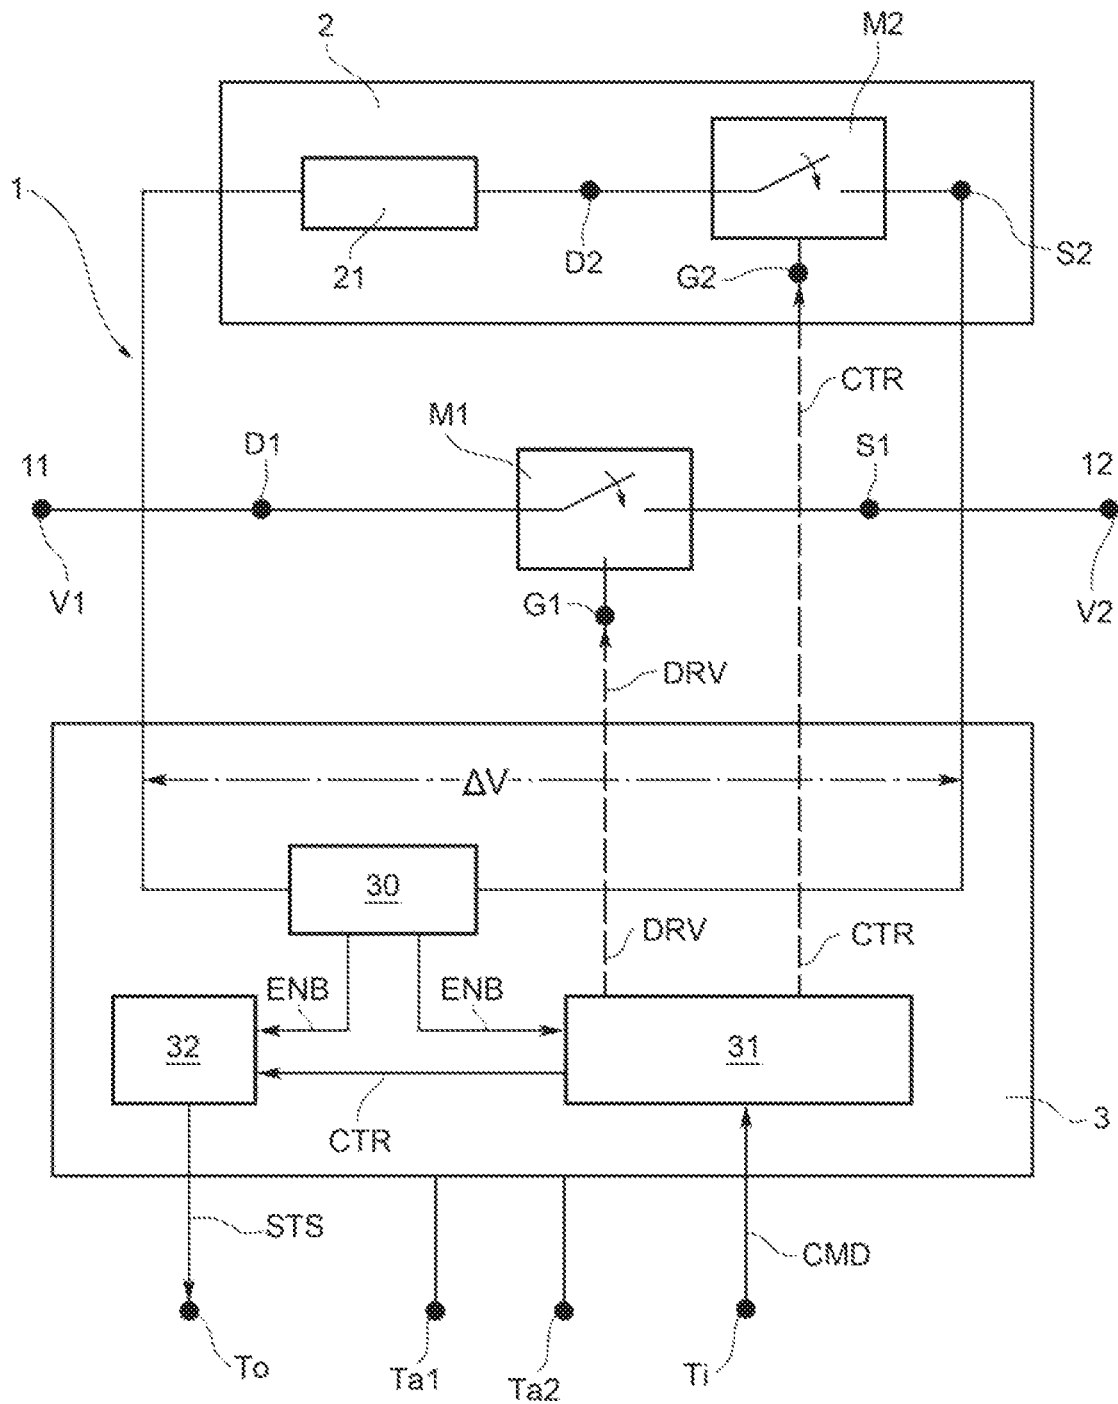 2
M2
1
21
D2
G2
S2
CTR
M1
D1
S1
11
12
V1
G1
V2
DRV
ΔV
30
DRV
CTR
ENB
ENB
32
31
CTR
3
STS
CMD
To
Ta1
Ta2
Ti